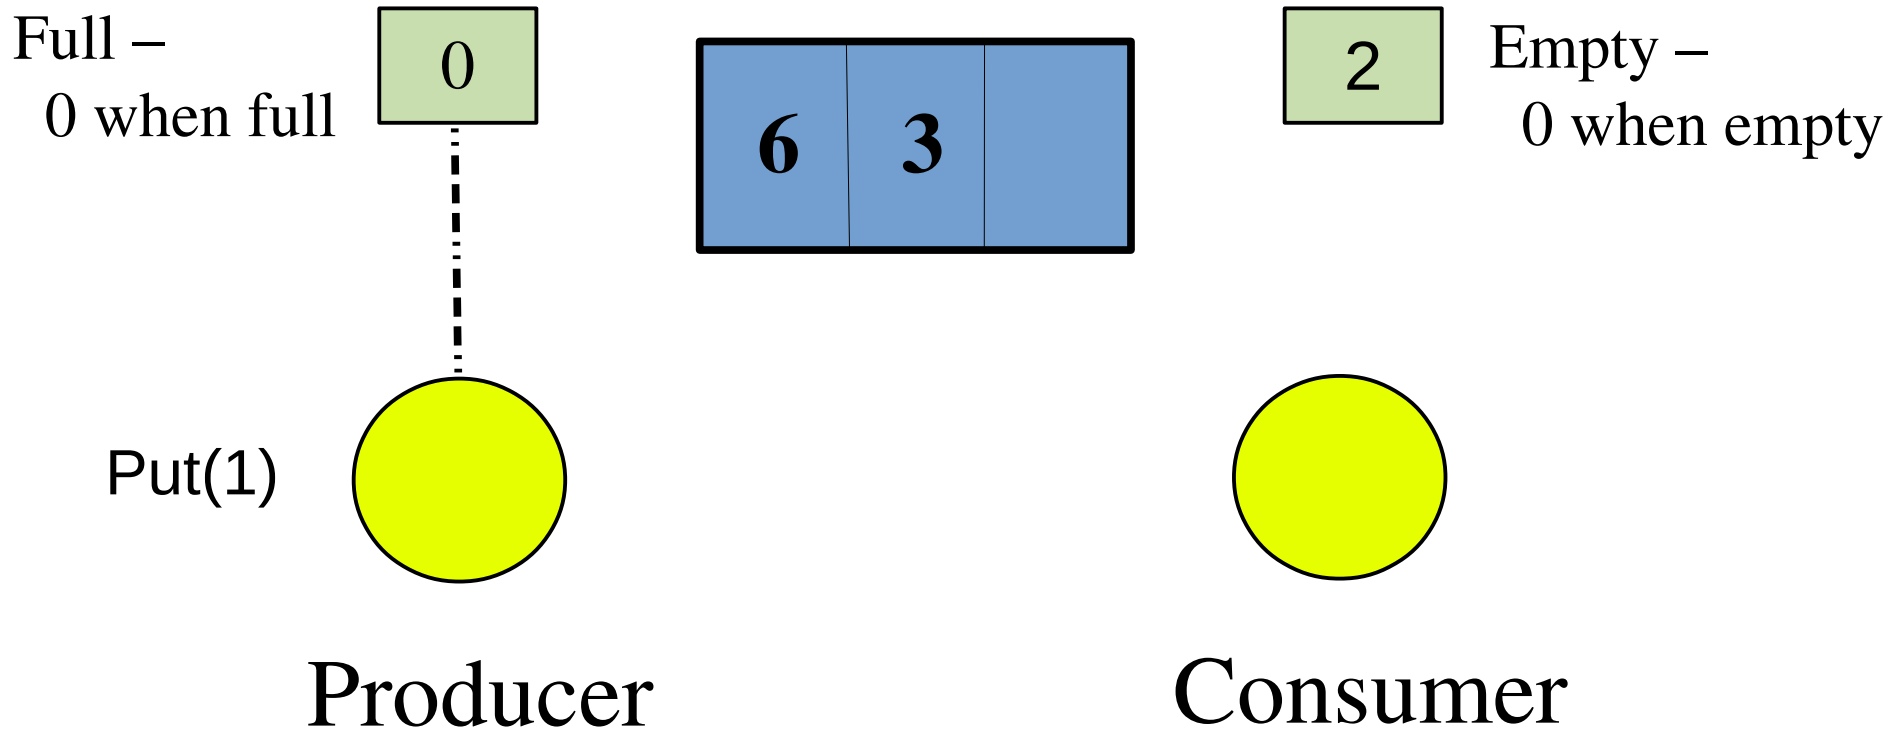 Full –
0 when full
0
6 3
2
Empty –
0 when empty
Put(1)
Producer
Consumer